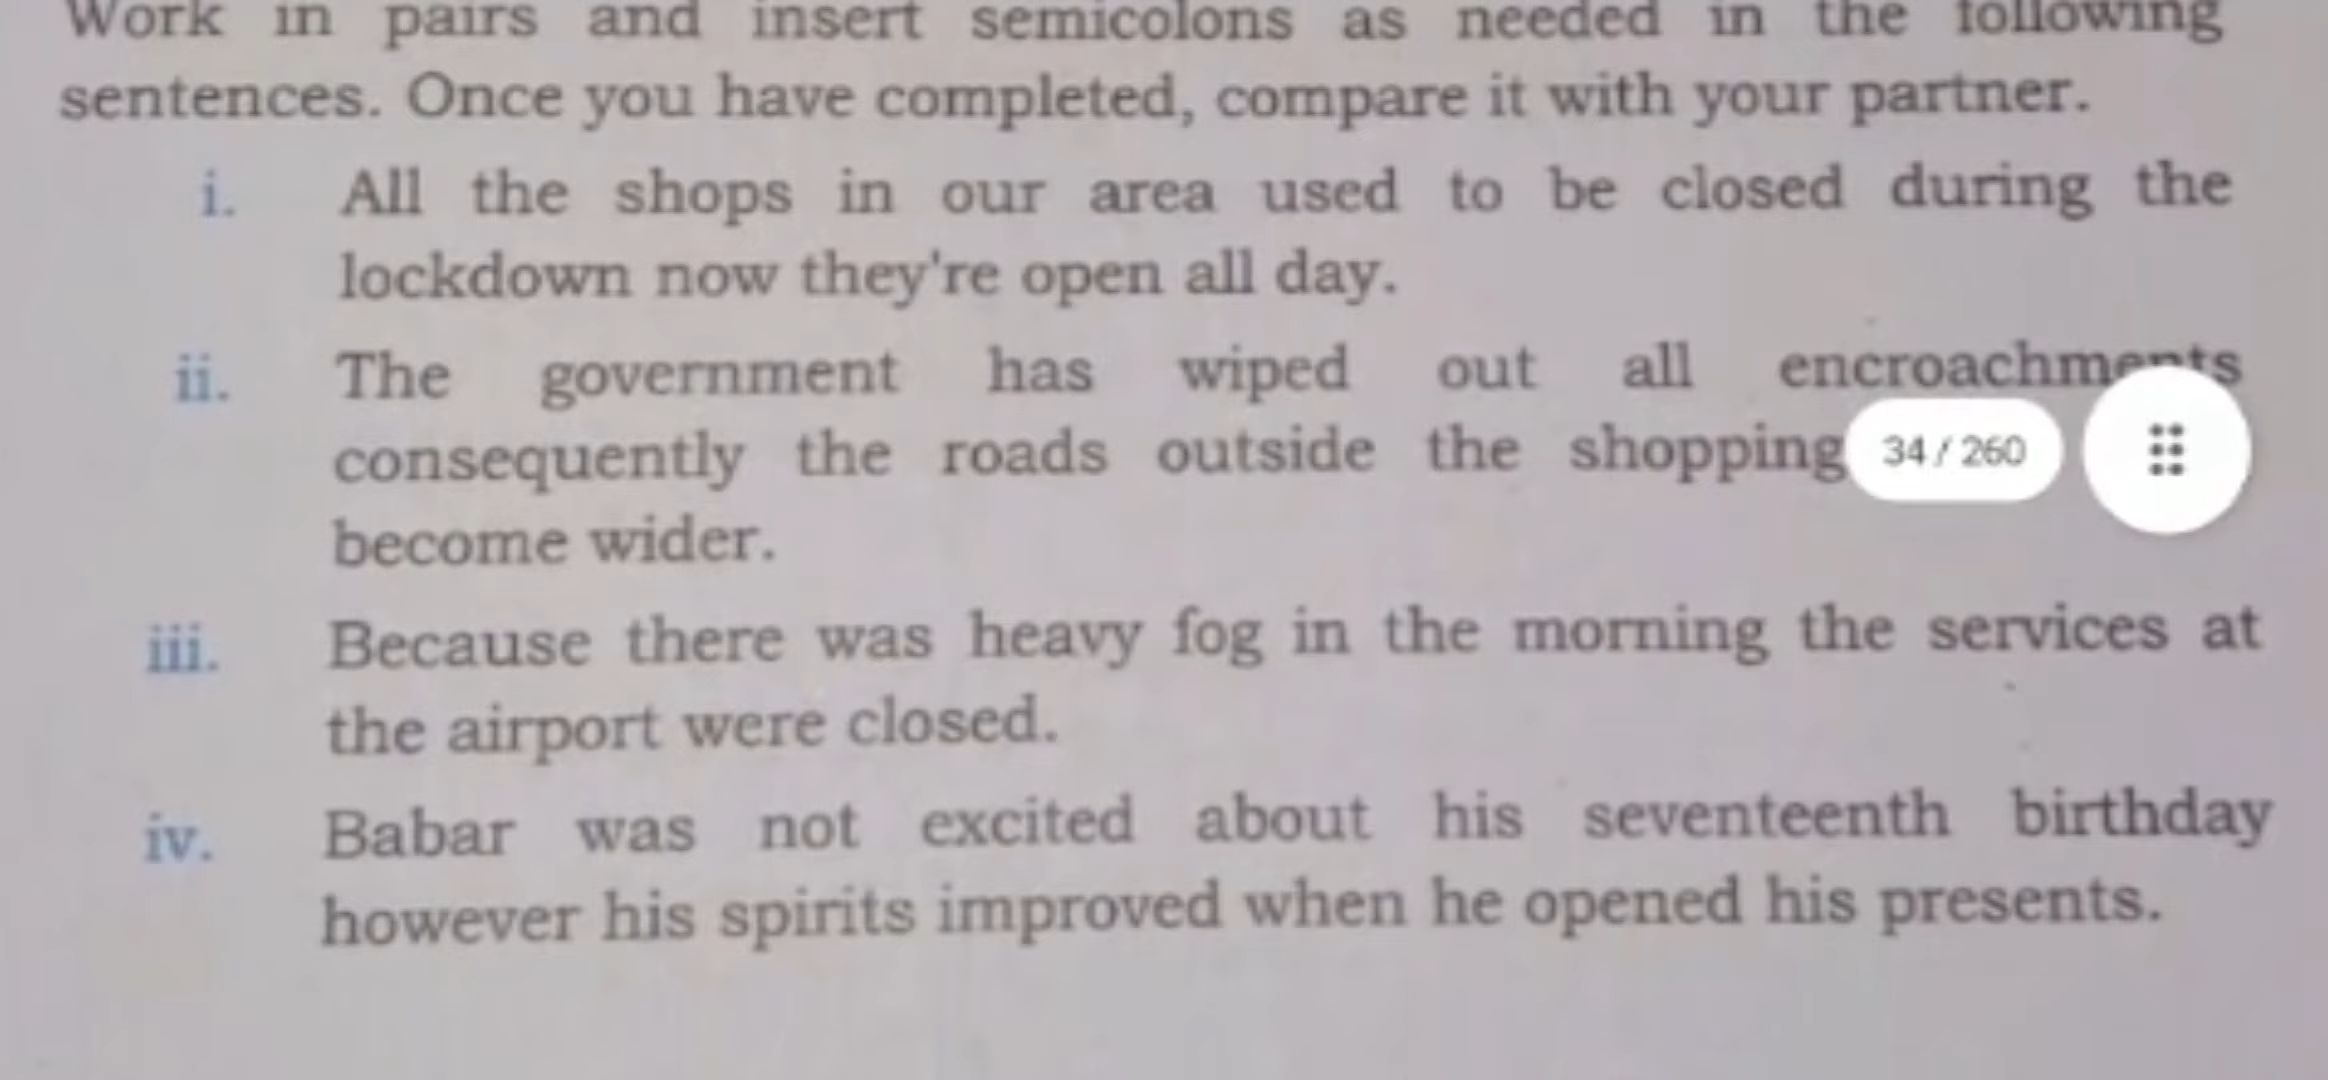 Work in pairs and insert semicolons as needed in the following
sentences. Once you have completed, compare it with your partner.
i. All the shops in our area used to be closed during the
lockdown now they're open all day.
ii. The government has wiped out all encroachments
consequently the roads outside the shopping
34 / 260
become wider.
iii. Because there was heavy fog in the morning the services at
the airport were closed.
iv. Babar was not excited about his seventeenth birthday
however his spirits improved when he opened his presents.